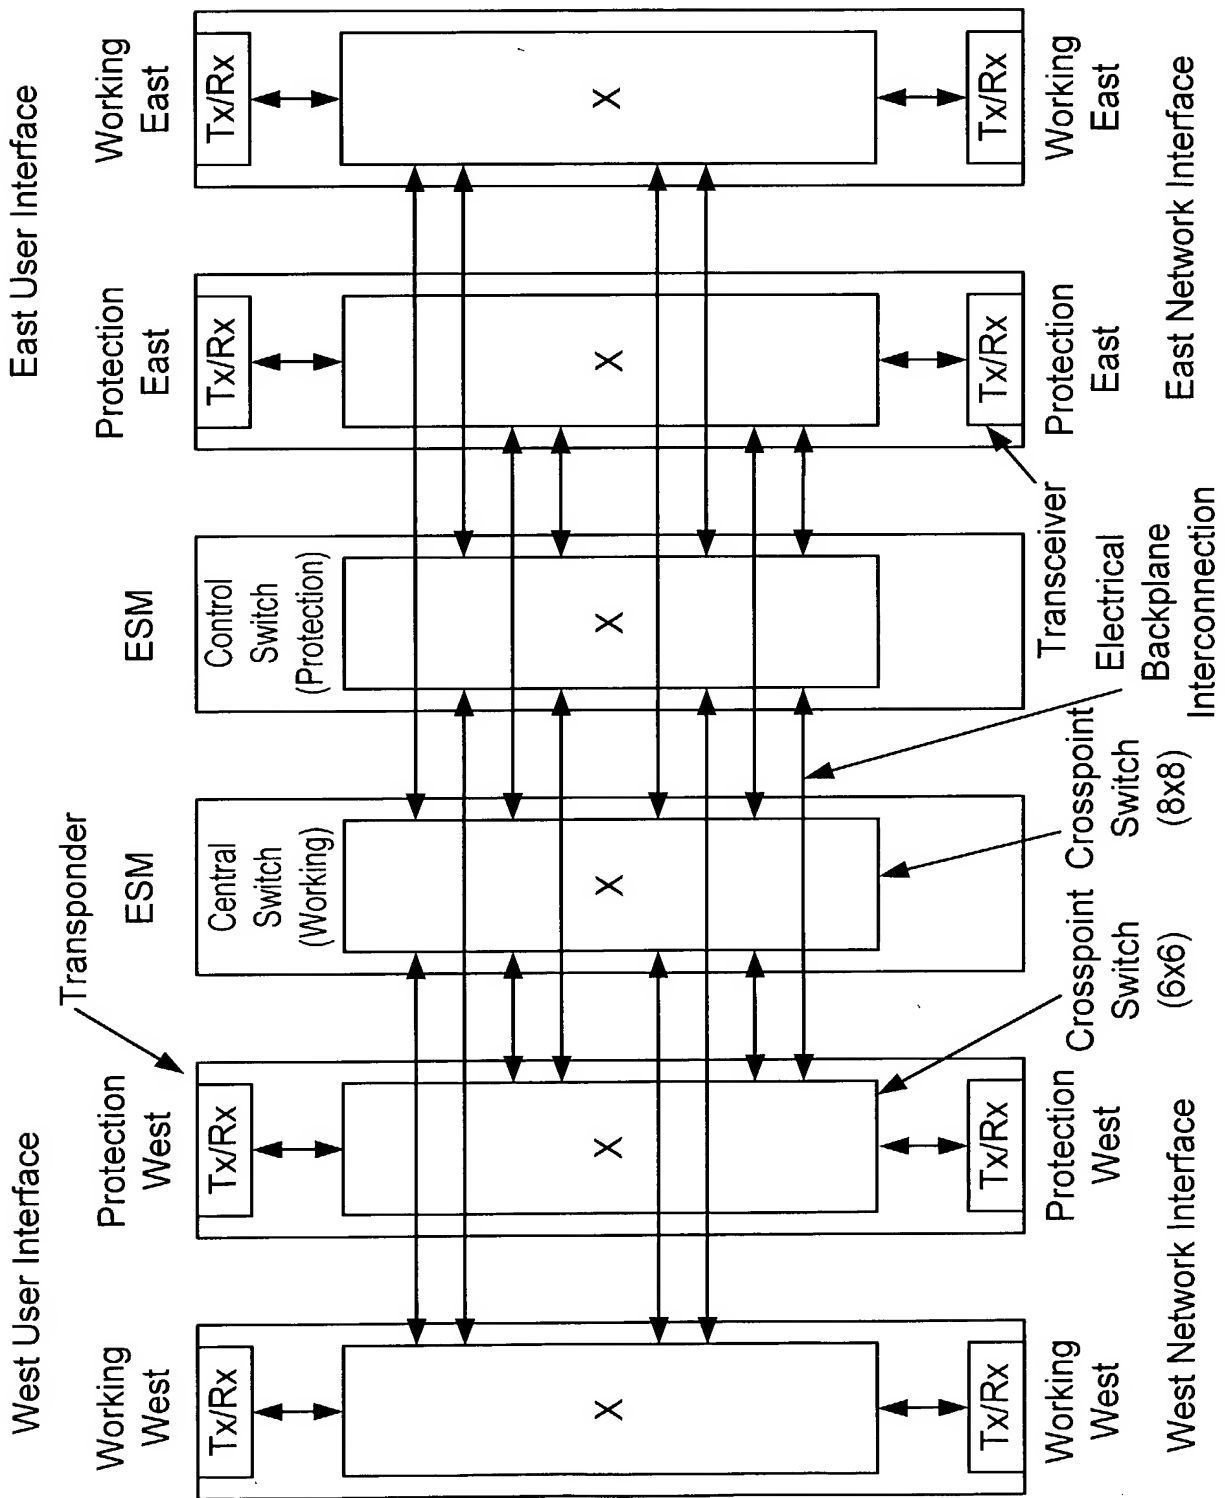 West User Interface
East User Interface
Transponder
Working
West
Protection
West
ESM
ESM
Protection
East
Working
East
Tx/Rx
Tx/Rx
Central
Switch
(Working)
Control
Switch
(Protection)
Tx/Rx
Tx/Rx
X
X
X
X
X
X
Tx/Rx
Tx/Rx
Tx/Rx
Tx/Rx
Working
West
Protection
West
Crosspoint
Switch
(6x6)
Crosspoint
Switch
(8x8)
Transceiver
Electrical
Backplane
Interconnection
Protection
East
Working
East
West Network Interface
East Network Interface